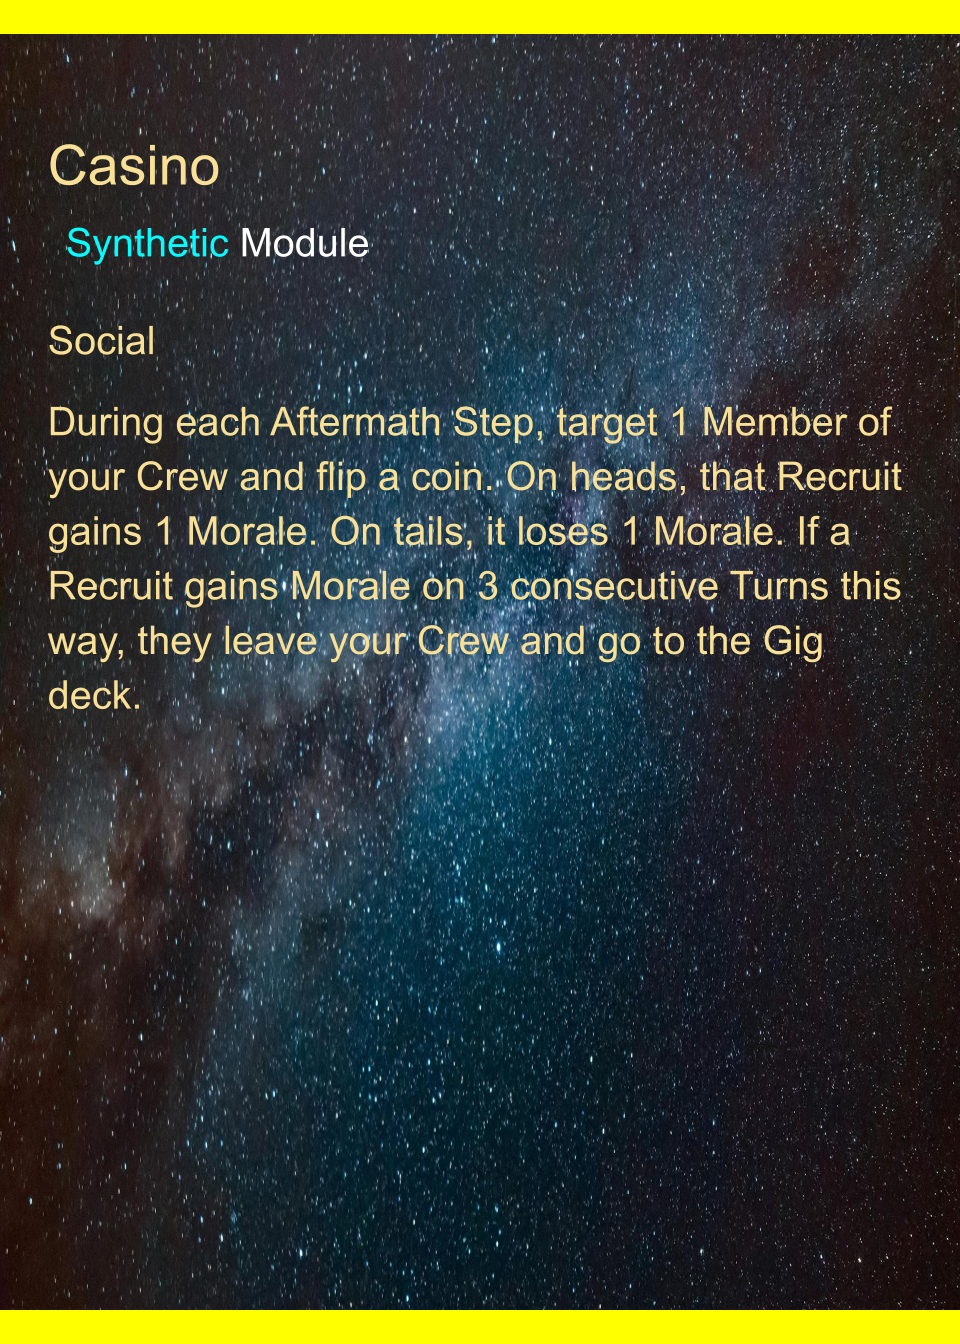 Casino
Synthetic Module
Social
During each Aftermath Step, target 1 Member of
your Crew and flip a coin. On heads, that Recruit
gains 1 Morale. On tails, it loses 1 Morale. If a
Recruit gains Morale on 3 consecutive Turns this
way, they leave your Crew and go to the Gig
deck.